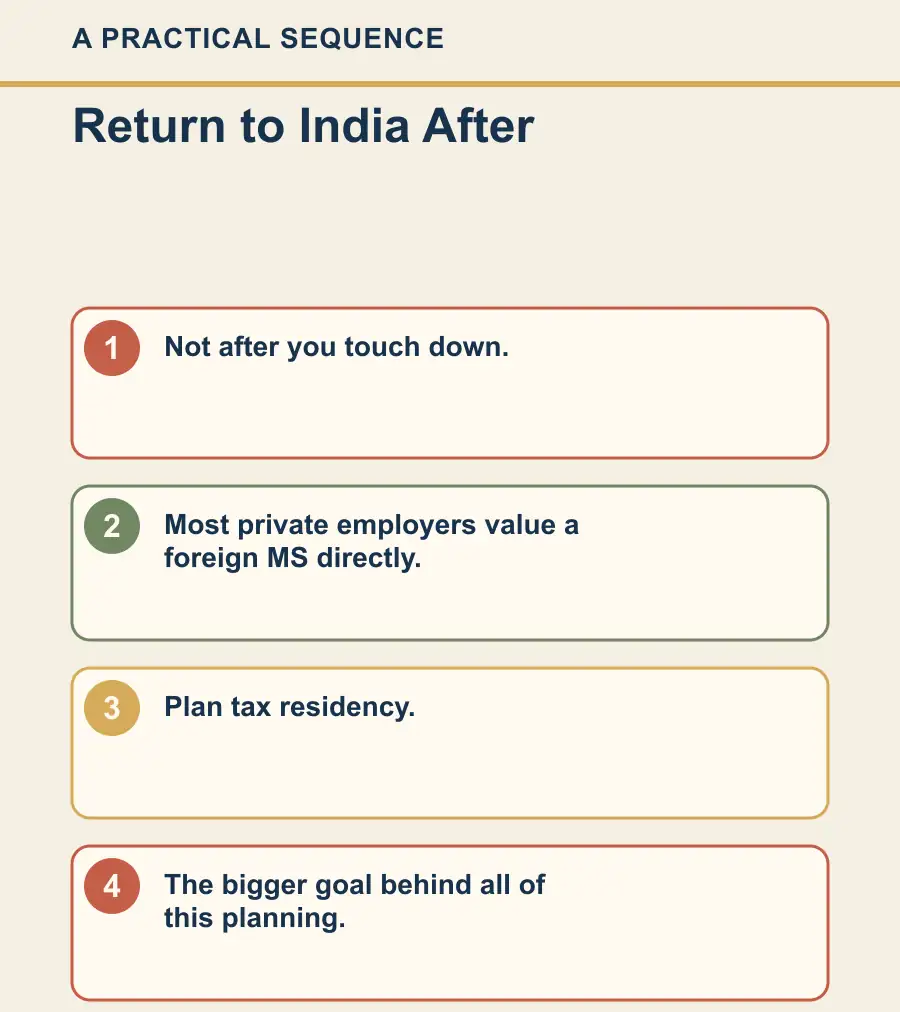 A PRACTICAL SEQUENCE
Return to India After
1
Not after you touch down.
2
Most private employers value a
foreign MS directly.
3
Plan tax residency.
4
The bigger goal behind all of
this planning.